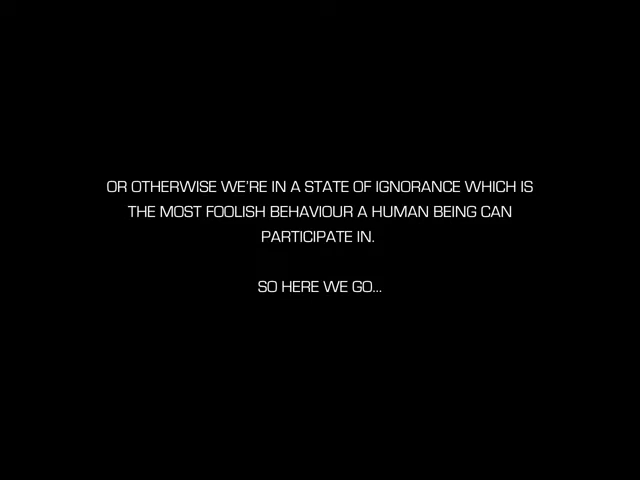 OR OTHERWISE WE'RE IN A STATE OF IGNORANCE WHICH IS
THE MOST FOOLISH BEHAVIOUR A HUMAN BEING CAN
PARTICIPATE IN.
SO HERE WE GO...